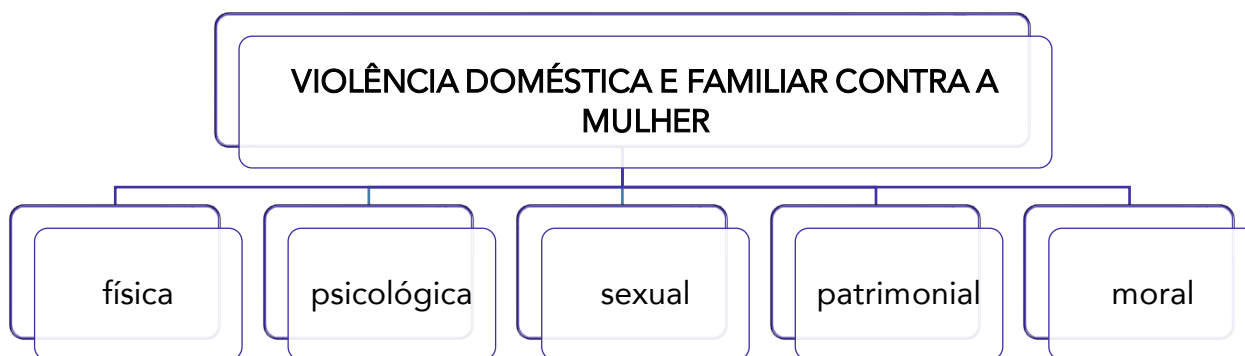 VIOLÊNCIA DOMÉSTICA E FAMILIAR CONTRA A
MULHER
física
psicológica
sexual
patrimonial
moral